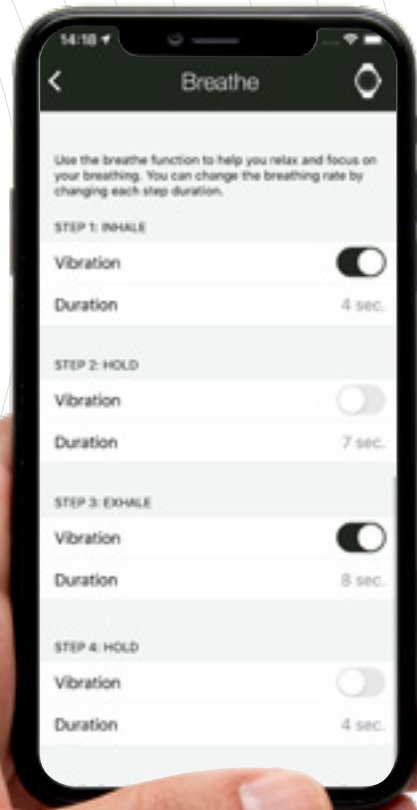 14:18
Breathe
Use the breathe function to help you relax and focus on
your breathing. You can change the breathing rate by
changing each step duration.
STEP 1: INHALE
Vibration
Duration 4 sec.
STEP 2: HOLD
Vibration
Duration 7 sec.
STEP 3: EXHALE
Vibration
Duration 8 sec.
STEP 4: HOLD
Vibration
Duration 4 sec.